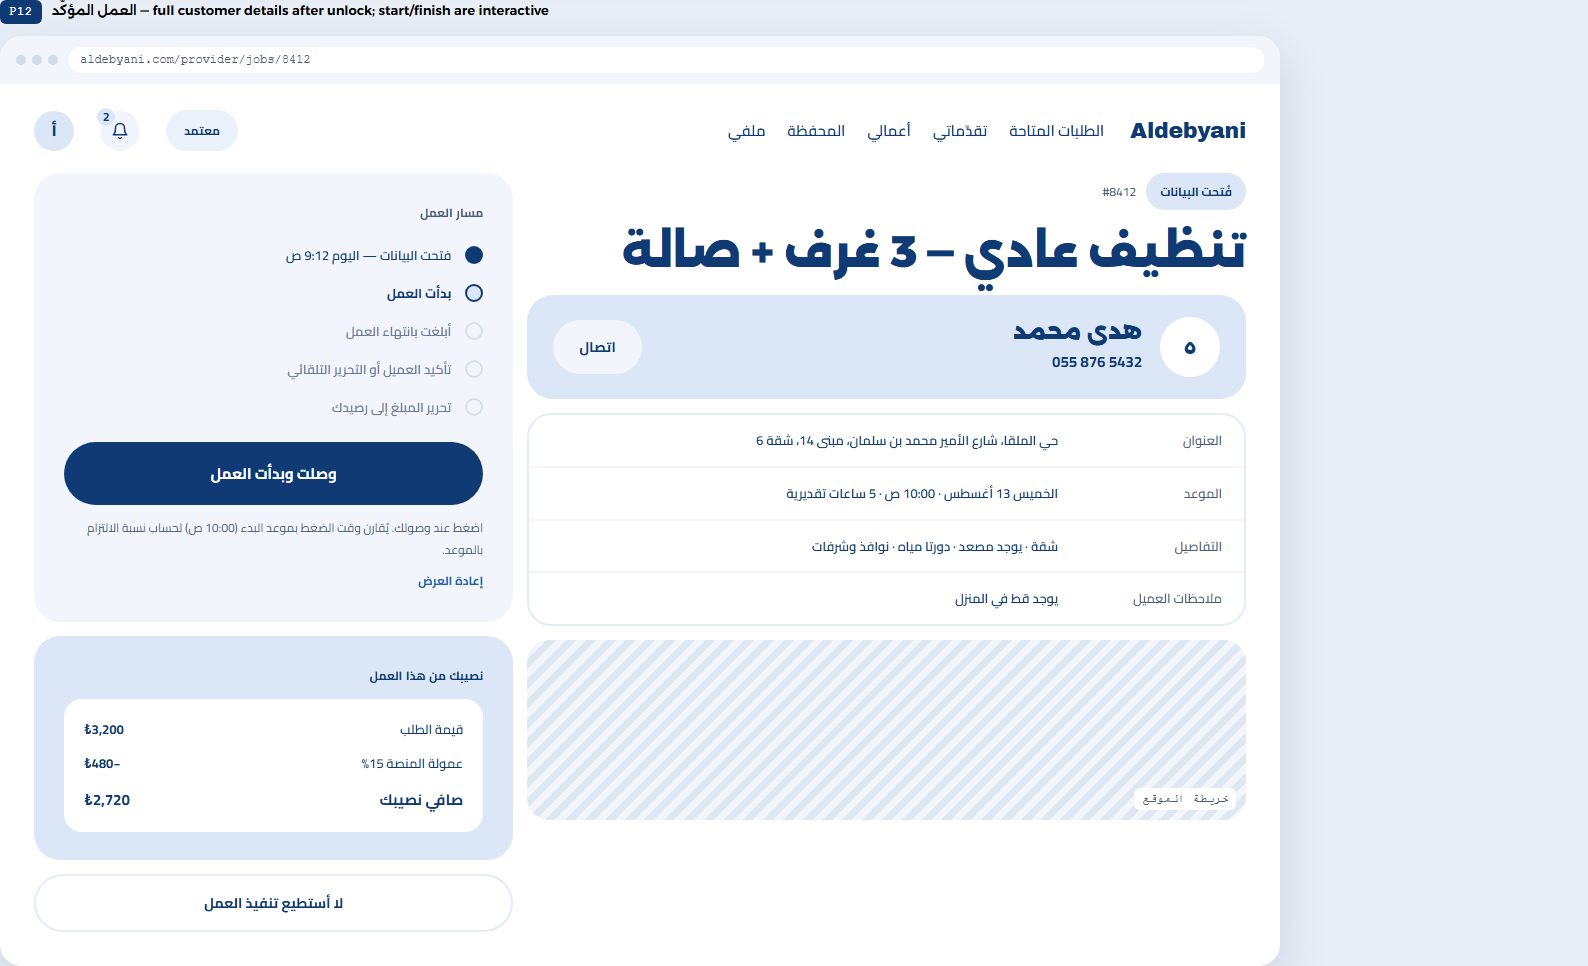 P12 العمل المؤكّد — full customer details after unlock; start/finish are interactive
aldebyani.com/provider/jobs/8412
Aldebyani
الطلبات المتاحة
تقدّماتي
أعمالي
المحفظة
ملفي
معتمد
2
أ
فُتحت البيانات
#8412
تنظيف عادي — 3 غرف + صالة
ه
هدى محمد
055 876 5432
اتصال
العنوان
حي الملقا، شارع الأمير محمد بن سلمان، مبنى 14، شقة 6
الموعد
الخميس 13 أغسطس · 10:00 ص · 5 ساعات تقديرية
التفاصيل
شقة · يوجد مصعد · دورتا مياه · نوافذ وشرفات
ملاحظات العميل
يوجد قط في المنزل
خريطة الموقع
مسار العمل
فتحت البيانات — اليوم 9:12 ص
بدأت العمل
أبلغت بانتهاء العمل
تأكيد العميل أو التحرير التلقائي
تحرير المبلغ إلى رصيدك
وصلت وبدأت العمل
اضغط عند وصولك. يُقارن وقت الضغط بموعد البدء (10:00 ص) لحساب نسبة الالتزام
بالموعد.
إعادة العرض
نصيبك من هذا العمل
قيمة الطلب
₺3,200
عمولة المنصة 15%
₺480−
صافي نصيبك
₺2,720
لا أستطيع تنفيذ العمل